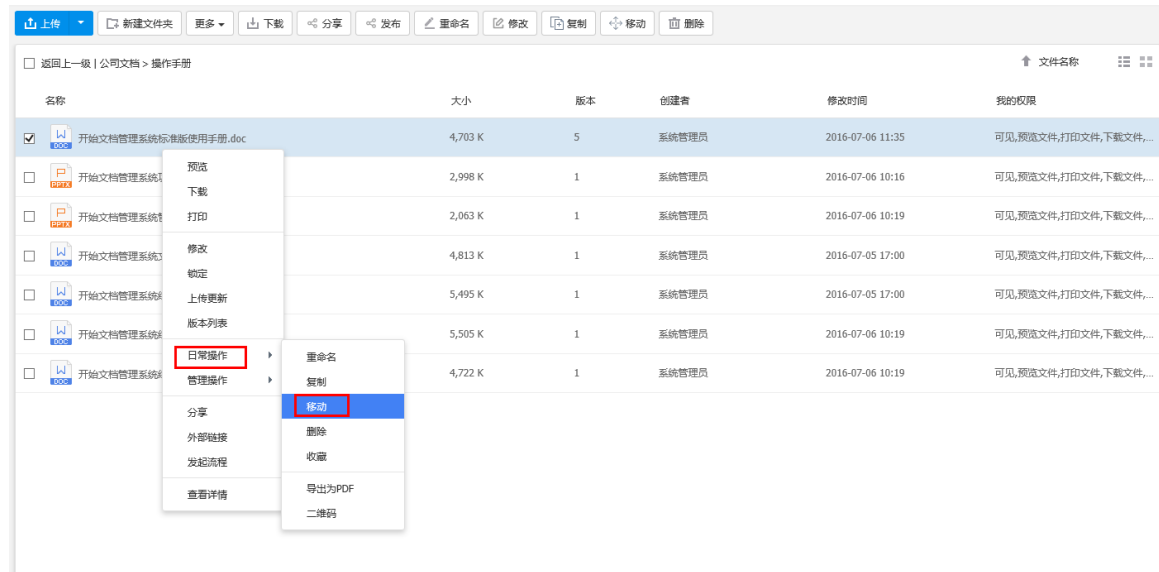 上传 新建文件夹 更多 下载 分享 发布 重命名 修改 复制 移动 删除
返回上一级 | 公司文档 > 操作手册 文件名称
名称 大小 版本 创建者 修改时间 我的权限
DOC 开始文档管理系统标准版使用手册.doc 4,703 K 5 系统管理员 2016-07-06 11:35 可见,预览文件,打印文件,下载文件,...
PPTX 开始文档管理系统 2,998 K 1 系统管理员 2016-07-06 10:16 可见,预览文件,打印文件,下载文件,...
PPTX 开始文档管理系统 2,063 K 1 系统管理员 2016-07-06 10:19 可见,预览文件,打印文件,下载文件,...
DOC 开始文档管理系统 4,813 K 1 系统管理员 2016-07-05 17:00 可见,预览文件,打印文件,下载文件,...
DOC 开始文档管理系统 5,495 K 1 系统管理员 2016-07-05 17:00 可见,预览文件,打印文件,下载文件,...
DOC 开始文档管理系统 5,505 K 1 系统管理员 2016-07-06 10:19 可见,预览文件,打印文件,下载文件,...
DOC 开始文档管理系统 4,722 K 1 系统管理员 2016-07-06 10:19 可见,预览文件,打印文件,下载文件,...
预览
下载
打印
修改
锁定
上传更新
版本列表
日常操作
管理操作
分享
外部链接
发起流程
查看详情
重命名
复制
移动
删除
收藏
导出为PDF
二维码